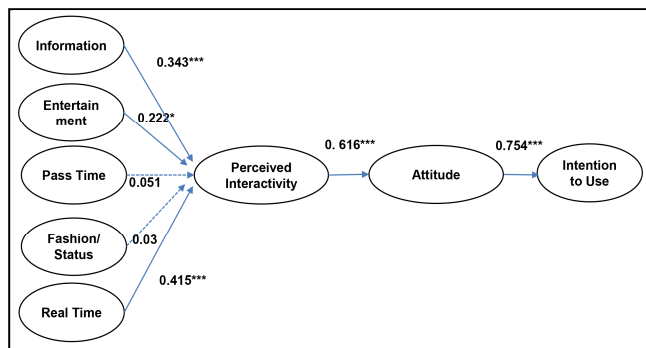 Information
0.343***
Entertain
ment
0.222*
Pass Time
0.051
Fashion/
Status
0.03
Real Time
0.415***
Perceived
Interactivity
0. 616***
Attitude
0.754***
Intention
to Use